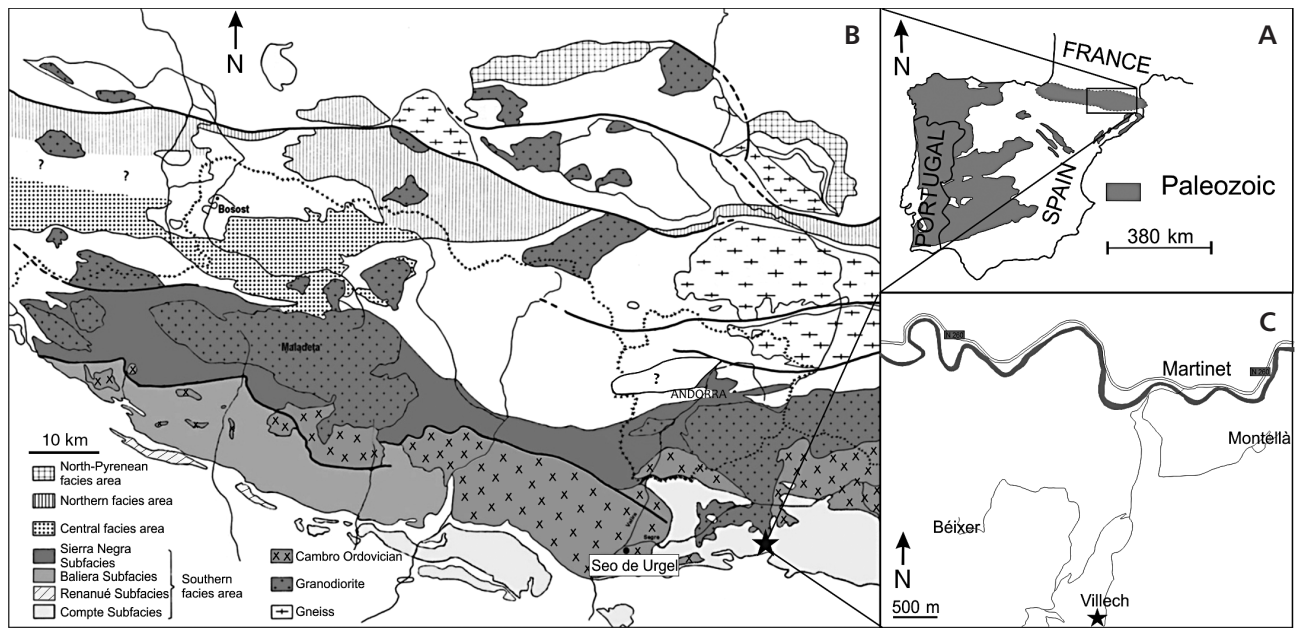 N
B
?
?
Bosost
Maladeta
?
ANDORRA
Segre
Seo de Urgel
10 km
North-Pyrenean
facies area
Northern facies area
Central facies area
Sierra Negra
Subfacies
Baliera Subfacies
Renanué Subfacies
Compte Subfacies
Southern
facies area
Cambro Ordovician
Granodiorite
Gneiss
A
N
FRANCE
PORTUGAL
SPAIN
Paleozoic
380 km
C
N 260
Martinet
N 260
Montellà
Béixer
N
500 m
Villech